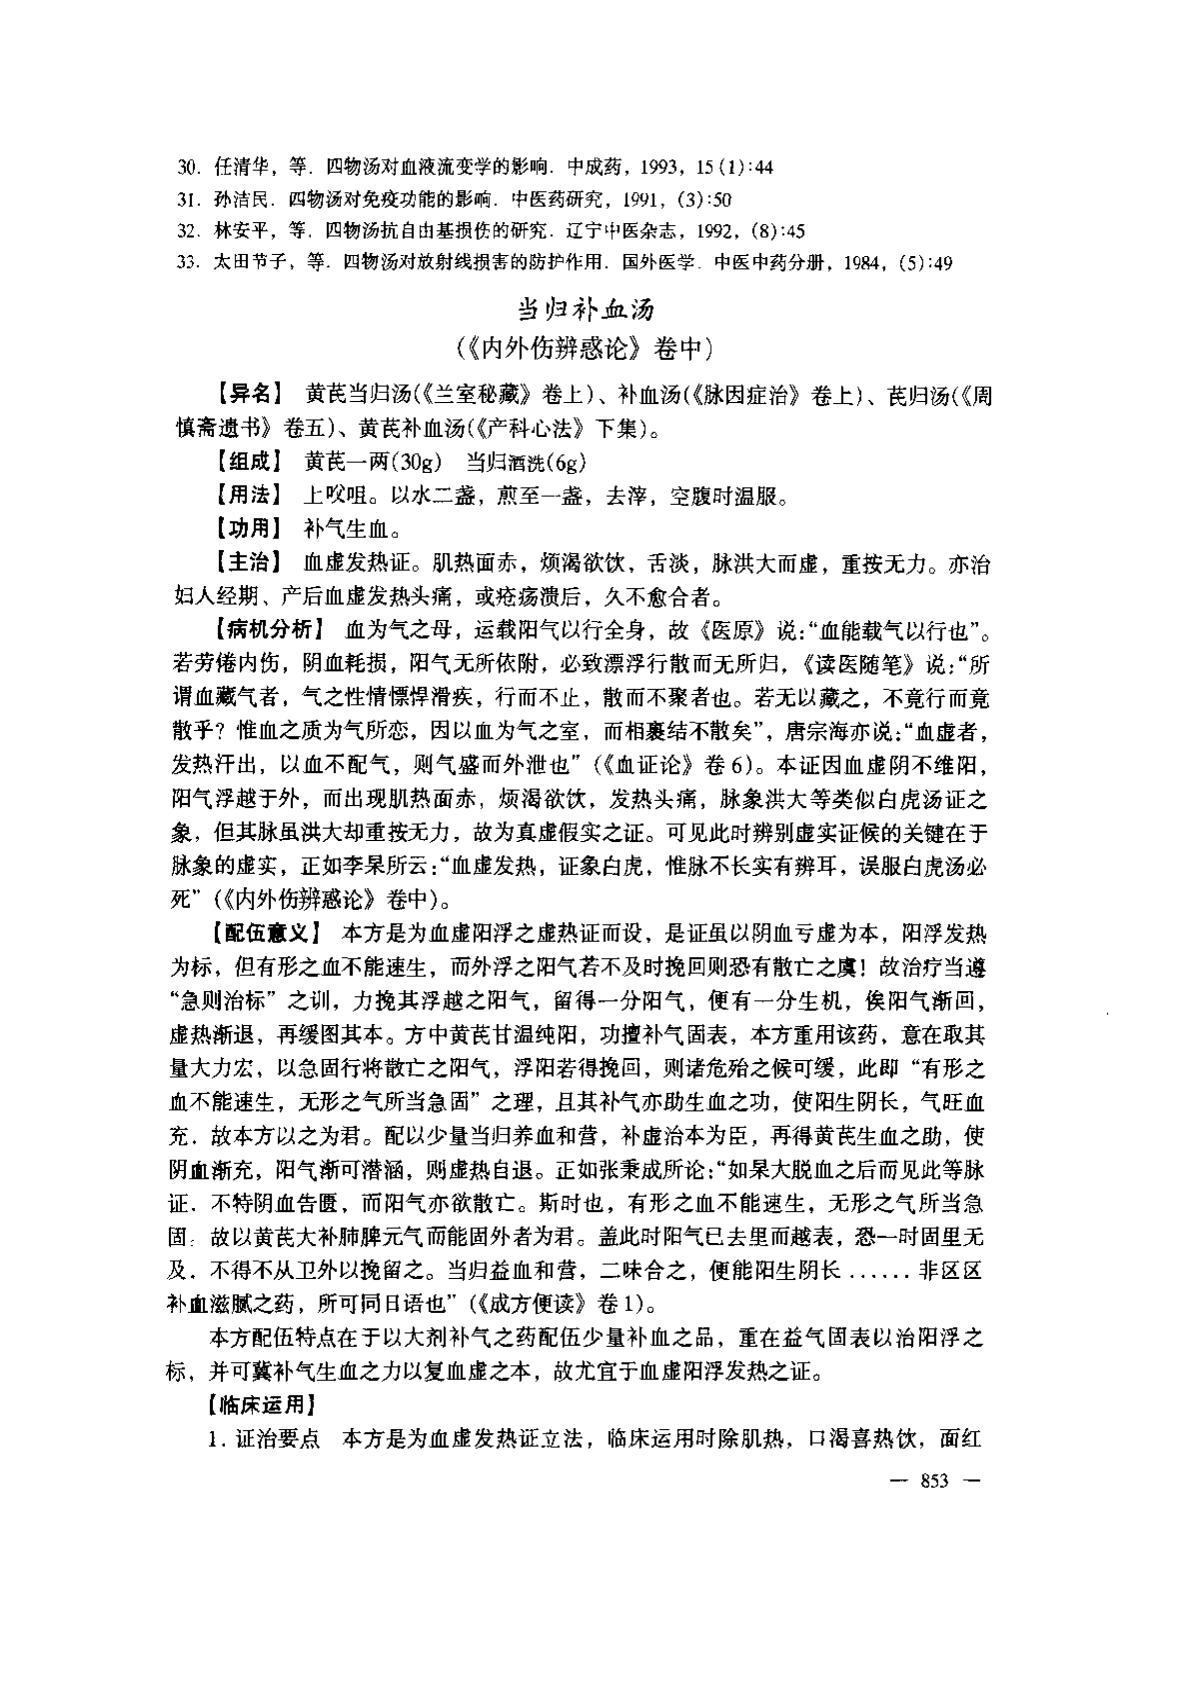 30. 任清华，等. 四物汤对血液流变学的影响. 中成药，1993，15 (1):44
31. 孙洁民. 四物汤对免疫功能的影响. 中医药研究，1991，(3):50
32. 林安平，等. 四物汤抗自由基损伤的研究. 辽宁中医杂志，1992，(8):45
33. 太田节子，等. 四物汤对放射线损害的防护作用. 国外医学. 中医中药分册，1984，(5):49
当归补血汤
(《内外伤辨惑论》卷中)
【异名】 黄芪当归汤(《兰室秘藏》卷上)、补血汤(《脉因症治》卷上)、芪归汤(《周
慎斋遗书》卷五)、黄芪补血汤(《产科心法》下集)。
【组成】 黄芪一两(30g) 当归酒洗(6g)
【用法】 上㕮咀。以水二盏，煎至一盏，去滓，空腹时温服。
【功用】 补气生血。
【主治】 血虚发热证。肌热面赤，烦渴欲饮，舌淡，脉洪大而虚，重按无力。亦治
妇人经期、产后血虚发热头痛，或疮疡溃后，久不愈合者。
【病机分析】 血为气之母，运载阳气以行全身，故《医原》说:“血能载气以行也”。
若劳倦内伤，阴血耗损，阳气无所依附，必致漂浮行散而无所归，《读医随笔》说:“所
谓血藏气者，气之性情慓悍滑疾，行而不止，散而不聚者也。若无以藏之，不竟行而竟
散乎？惟血之质为气所恋，因以血为气之室，而相裹结不散矣”，唐宗海亦说:“血虚者，
发热汗出，以血不配气，则气盛而外泄也”(《血证论》卷 6)。本证因血虚阴不维阳，
阳气浮越于外，而出现肌热面赤，烦渴欲饮，发热头痛，脉象洪大等类似白虎汤证之
象，但其脉虽洪大却重按无力，故为真虚假实之证。可见此时辨别虚实证候的关键在于
脉象的虚实，正如李杲所云:“血虚发热，证象白虎，惟脉不长实有辨耳，误服白虎汤必
死”(《内外伤辨惑论》卷中)。
【配伍意义】 本方是为血虚阳浮之虚热证而设，是证虽以阴血亏虚为本，阳浮发热
为标，但有形之血不能速生，而外浮之阳气若不及时挽回则恐有散亡之虞！故治疗当遵
“急则治标”之训，力挽其浮越之阳气，留得一分阳气，便有一分生机，俟阳气渐回，
虚热渐退，再缓图其本。方中黄芪甘温纯阳，功擅补气固表，本方重用该药，意在取其
量大力宏，以急固行将散亡之阳气，浮阳若得挽回，则诸危殆之候可缓，此即“有形之
血不能速生，无形之气所当急固”之理，且其补气亦助生血之功，使阳生阴长，气旺血
充，故本方以之为君。配以少量当归养血和营，补虚治本为臣，再得黄芪生血之助，使
阴血渐充，阳气渐可潜涵，则虚热自退。正如张秉成所论:“如果大脱血之后而见此等脉
证，不特阴血告匮，而阳气亦欲散亡。斯时也，有形之血不能速生，无形之气所当急
固，故以黄芪大补肺脾元气而能固外者为君。盖此时阳气已去里而越表，恐一时固里无
及，不得不从卫外以挽留之。当归益血和营，二味合之，便能阳生阴长……非区区
补血滋腻之药，所可同日语也”(《成方便读》卷 1)。
本方配伍特点在于以大剂补气之药配伍少量补血之品，重在益气固表以治阳浮之
标，并可冀补气生血之力以复血虚之本，故尤宜于血虚阳浮发热之证。
【临床运用】
1. 证治要点 本方是为血虚发热证立法，临床运用时除肌热，口渴喜热饮，面红
— 853 —